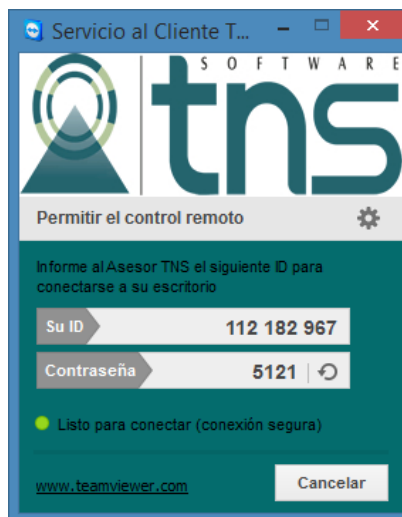 Servicio al Cliente T...
SOFTWARE
tns
Permitir el control remoto
Informe al Asesor TNS el siguiente ID para
conectarse a su escritorio
Su ID 112 182 967
Contraseña 5121
Listo para conectar (conexión segura)
www.teamviewer.com Cancelar